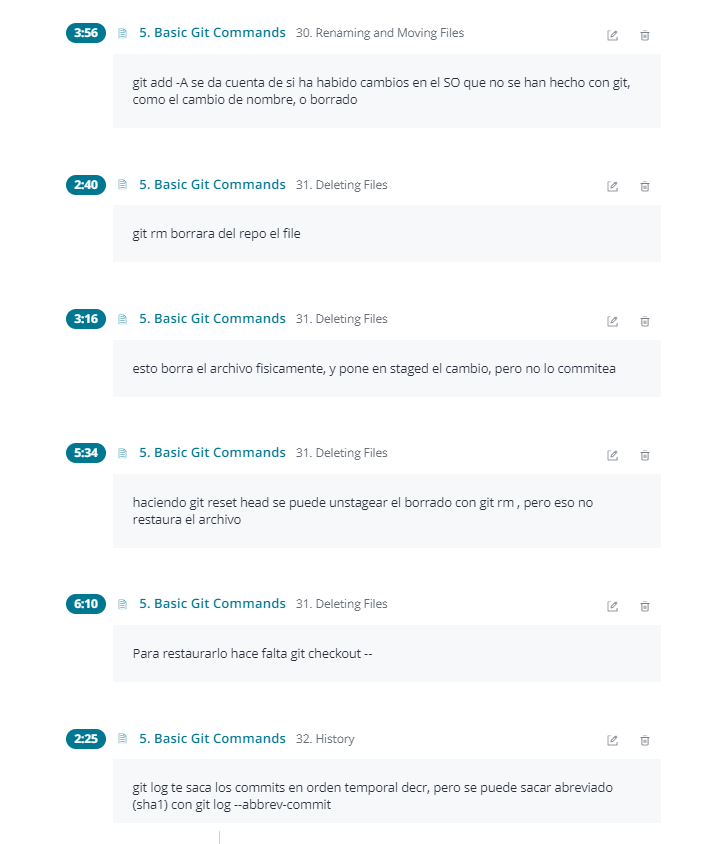 3:56 5. Basic Git Commands 30. Renaming and Moving Files
git add -A se da cuenta de si ha habido cambios en el SO que no se han hecho con git,
como el cambio de nombre, o borrado
2:40 5. Basic Git Commands 31. Deleting Files
git rm borrara del repo el file
3:16 5. Basic Git Commands 31. Deleting Files
esto borra el archivo fisicamente, y pone en staged el cambio, pero no lo commitea
5:34 5. Basic Git Commands 31. Deleting Files
haciendo git reset head se puede unstagear el borrado con git rm , pero eso no
restaura el archivo
6:10 5. Basic Git Commands 31. Deleting Files
Para restaurarlo hace falta git checkout --
2:25 5. Basic Git Commands 32. History
git log te saca los commits en orden temporal decr, pero se puede sacar abreviado
(sha1) con git log --abbrev-commit